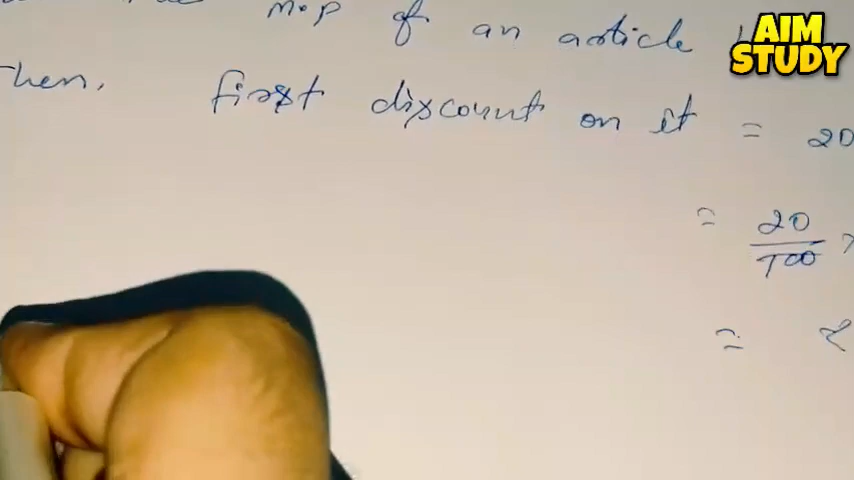 M.P of an article
AIM
STUDY
Then, first discount on it = 20
= 20/100
=